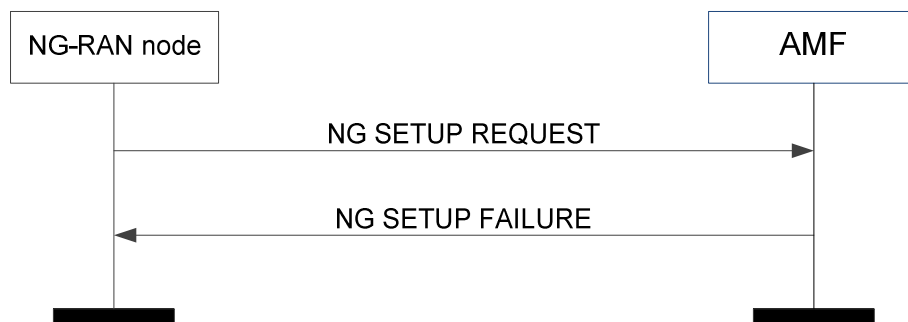 NG-RAN node
AMF
NG SETUP REQUEST
NG SETUP FAILURE